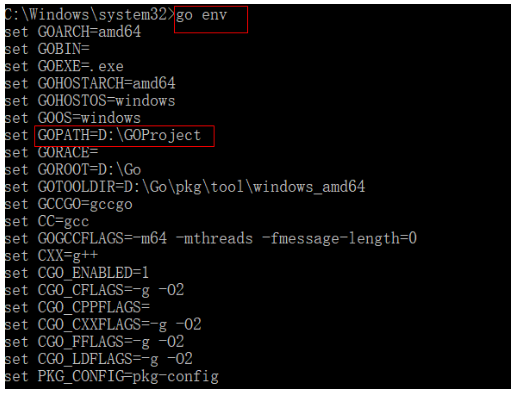 C:\Windows\system32>go env
set GOARCH=amd64
set GOBIN=
set GOEXE=.exe
set GOHOSTARCH=amd64
set GOHOSTOS=windows
set GOOS=windows
set GOPATH=D:\GOProject
set GORACE=
set GOROOT=D:\Go
set GOTOOLDIR=D:\Go\pkg\tool\windows_amd64
set GCCGO=gccgo
set CC=gcc
set GOGCCFLAGS=-m64 -mthreads -fmessage-length=0
set CXX=g++
set CGO_ENABLED=1
set CGO_CFLAGS=-g -O2
set CGO_CPPFLAGS=
set CGO_CXXFLAGS=-g -O2
set CGO_FFLAGS=-g -O2
set CGO_LDFLAGS=-g -O2
set PKG_CONFIG=pkg-config